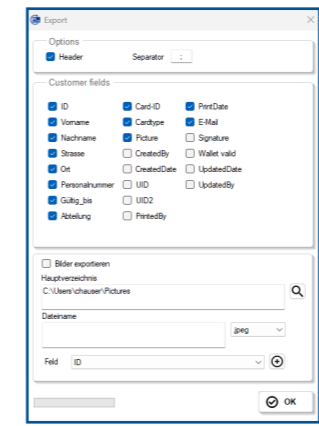 Export
Options
Header
Separator
;
Customer fields
ID
Card-ID
PrintDate
Vorname
Cardtype
E-Mail
Nachname
Picture
Signature
Strasse
CreatedBy
Wallet valid
Ort
CreatedDate
UpdatedDate
Personalnummer
UID
UpdatedBy
Gültig_bis
UID2
Abteilung
PrintedBy
Bilder exportieren
Hauptverzeichnis
C:\Users\chauser\Pictures
Dateiname
jpeg
Feld
ID
OK